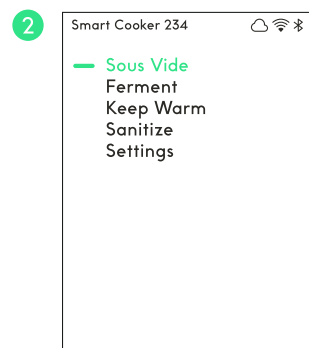 2
Smart Cooker 234
Sous Vide
Ferment
Keep Warm
Sanitize
Settings